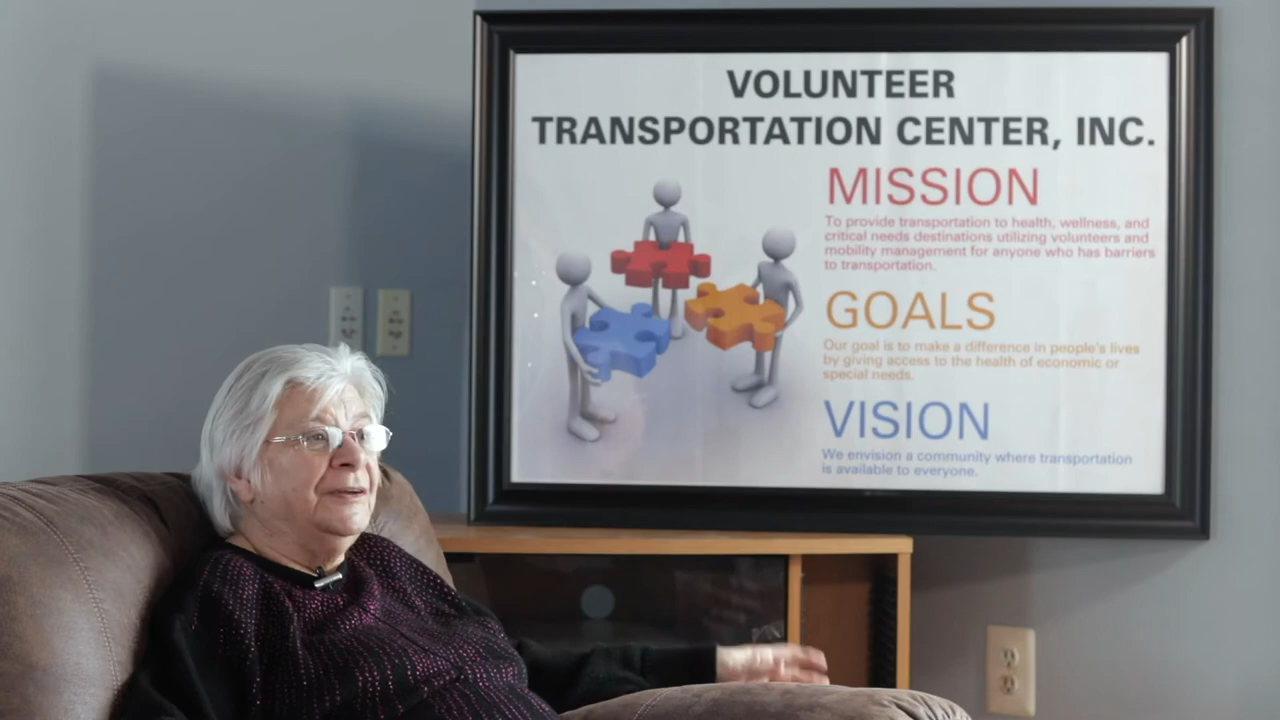 VOLUNTEER
TRANSPORTATION CENTER, INC.
MISSION
To provide transportation to health, wellness, and
critical needs destinations utilizing volunteers and
mobility management for anyone who has barriers
to transportation.
GOALS
Our goal is to make a difference in people's lives
by giving access to the health of economic or
special needs.
VISION
We envision a community where transportation
is available to everyone.